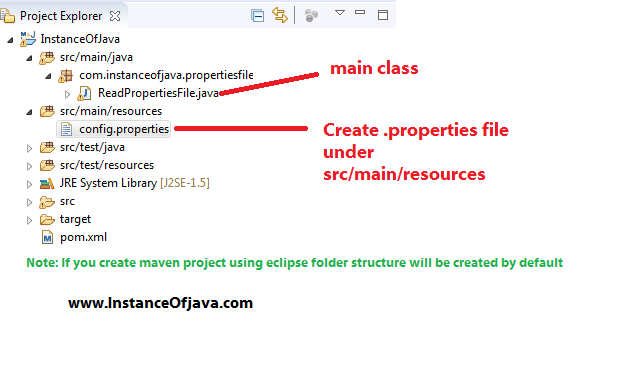 Project Explorer
InstanceOfJava
src/main/java
com.instanceofjava.propertiesfile
ReadPropertiesFile.java
main class
src/main/resources
config.properties
Create .properties file
under
src/main/resources
src/test/java
src/test/resources
JRE System Library [J2SE-1.5]
src
target
pom.xml
Note: If you create maven project using eclipse folder structure will be created by default
www.InstanceOfjava.com